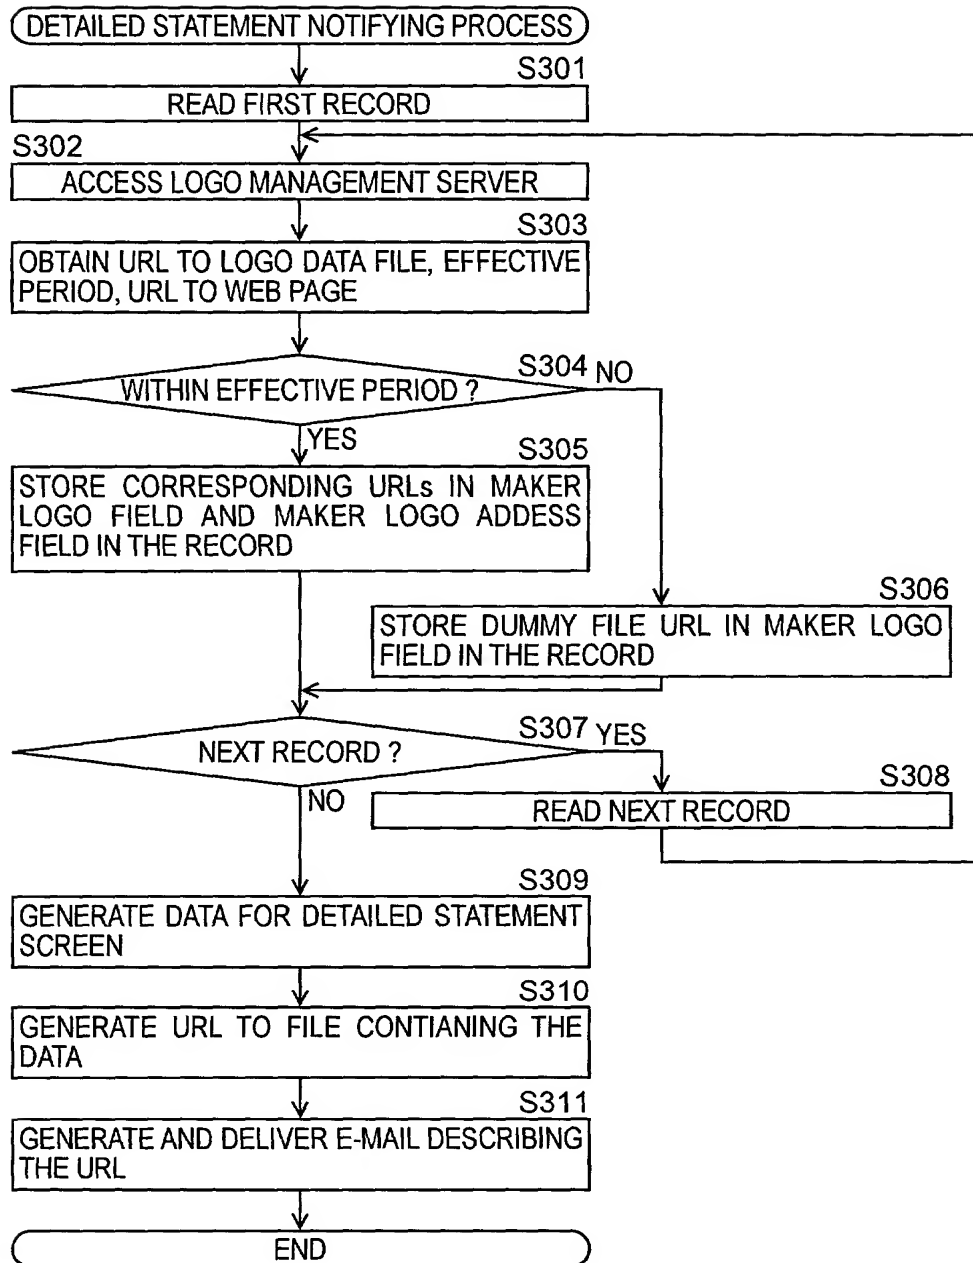 DETAILED STATEMENT NOTIFYING PROCESS
S301
READ FIRST RECORD
S302
ACCESS LOGO MANAGEMENT SERVER
S303
OBTAIN URL TO LOGO DATA FILE, EFFECTIVE
PERIOD, URL TO WEB PAGE
S304
WITHIN EFFECTIVE PERIOD ?
NO
YES
S305
STORE CORRESPONDING URLs IN MAKER
LOGO FIELD AND MAKER LOGO ADDESS
FIELD IN THE RECORD
S306
STORE DUMMY FILE URL IN MAKER LOGO
FIELD IN THE RECORD
S307
NEXT RECORD ?
YES
NO
S308
READ NEXT RECORD
S309
GENERATE DATA FOR DETAILED STATEMENT
SCREEN
S310
GENERATE URL TO FILE CONTIANING THE
DATA
S311
GENERATE AND DELIVER E-MAIL DESCRIBING
THE URL
END